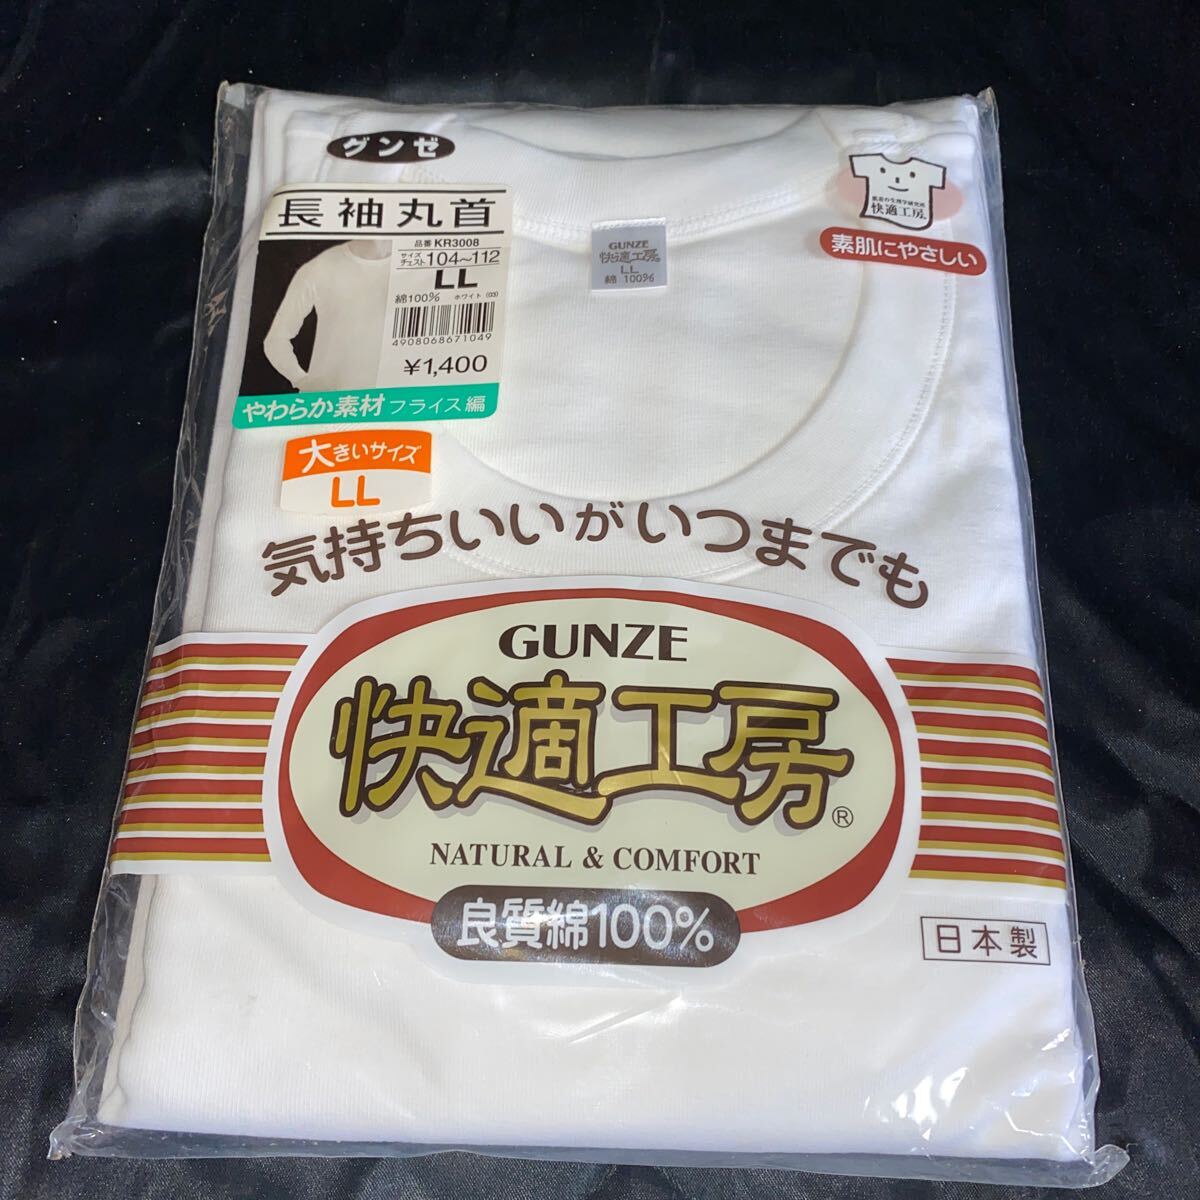 グンゼ
長袖丸首
品番 KR3008
サイズ
チェスト 104~112
LL
綿100% ホワイト (03)
4908068671049
¥1,400
やわらか素材 フライス編
大きいサイズ
LL
GUNZE
快適工房
LL
綿 100%
快適工房
素肌にやさしい
気持ちいいがいつまでも
GUNZE
快適工房®
NATURAL & COMFORT
良質綿100%
日本製